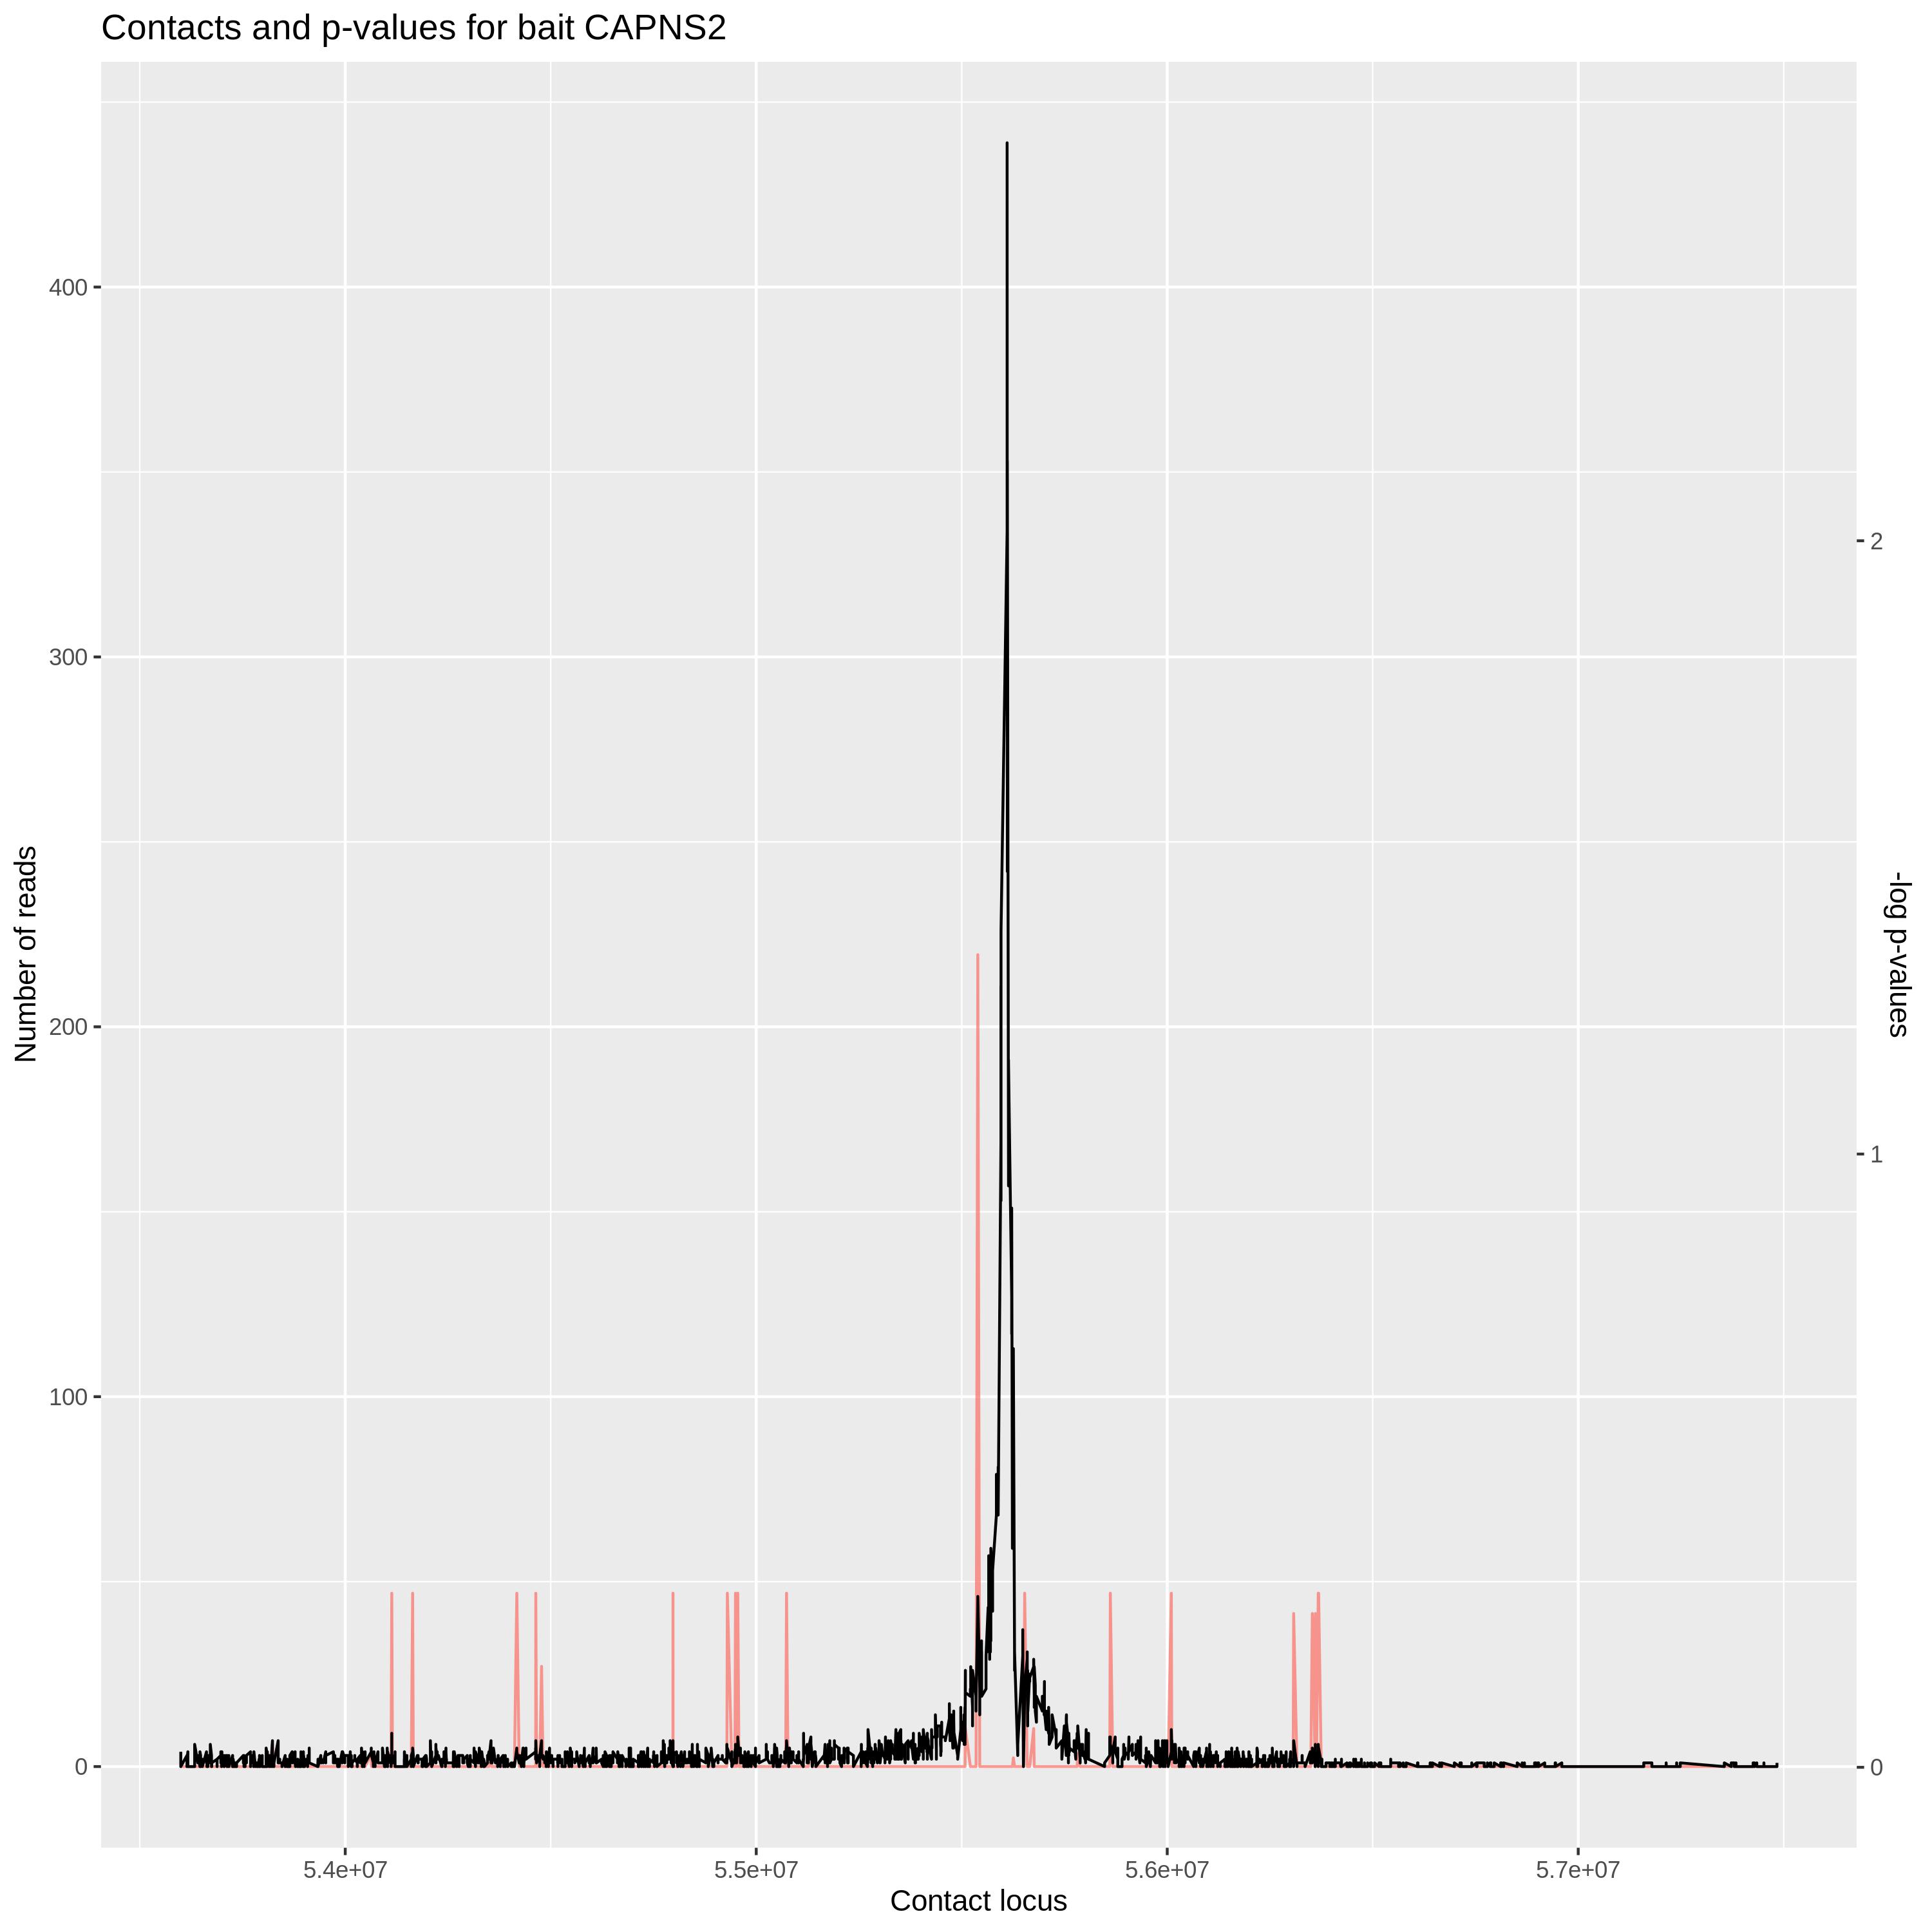 Contacts and p-values for bait CAPNS2
Number of reads
400
300
200
100
0
2
1
0
-log p-values
5.4e+07
5.5e+07
5.6e+07
5.7e+07
Contact locus